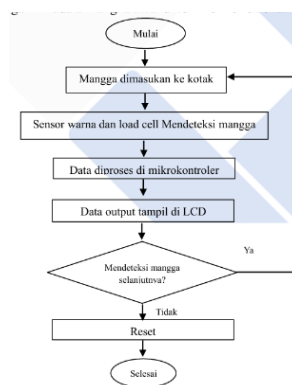 Mulai
Mangga dimasukan ke kotak
Sensor warna dan load cell Mendeteksi mangga
Data diproses di mikrokontroler
Data output tampil di LCD
Mendeteksi mangga
selanjutnya?
Ya
Tidak
Reset
Selesai